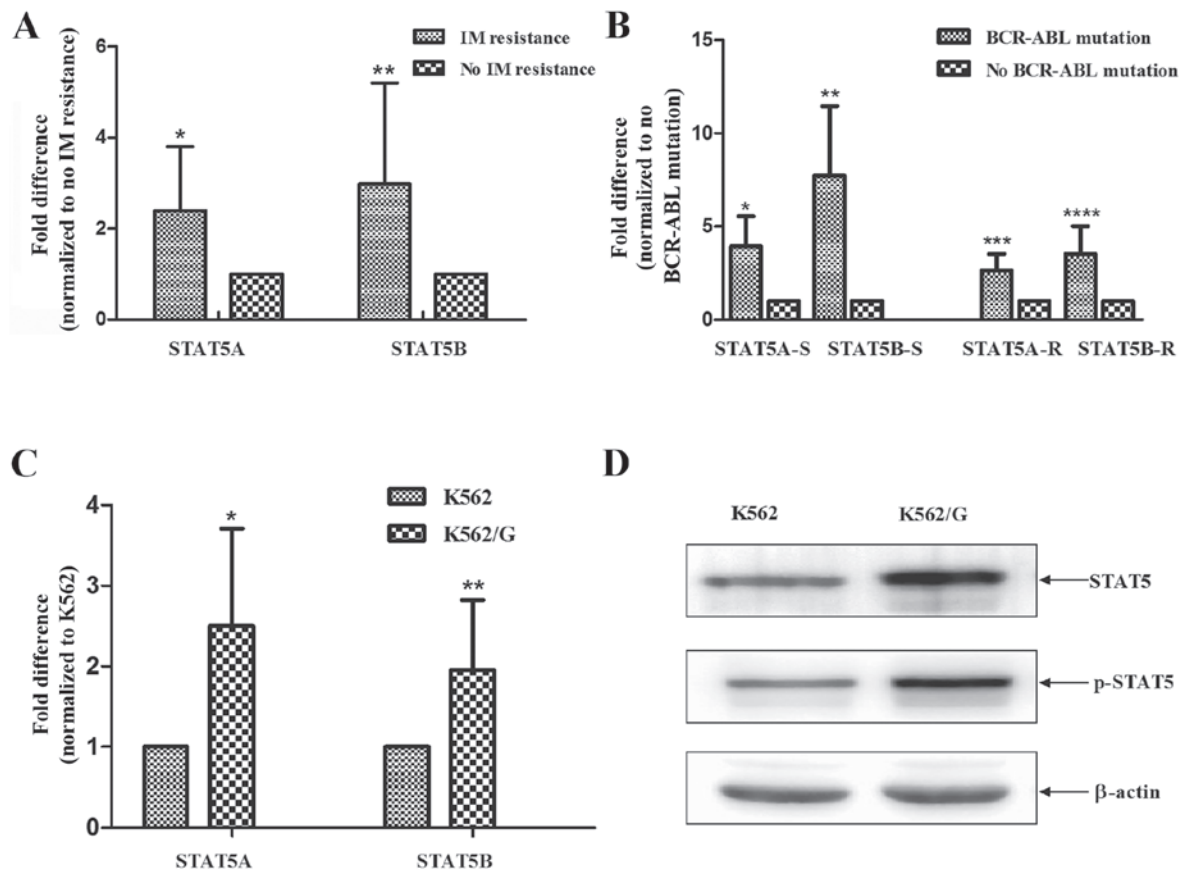 A
Fold difference
(normalized to no IM resistance)
6
4
2
0
*
**
IM resistance
No IM resistance
STAT5A
STAT5B
B
Fold difference
(normalized to no
BCR-ABL mutation)
15
10
5
0
*
**
***
****
BCR-ABL mutation
No BCR-ABL mutation
STAT5A-S
STAT5B-S
STAT5A-R
STAT5B-R
C
Fold difference
(normalized to K562)
4
3
2
1
0
*
**
K562
K562/G
STAT5A
STAT5B
D
K562
K562/G
STAT5
p-STAT5
β-actin